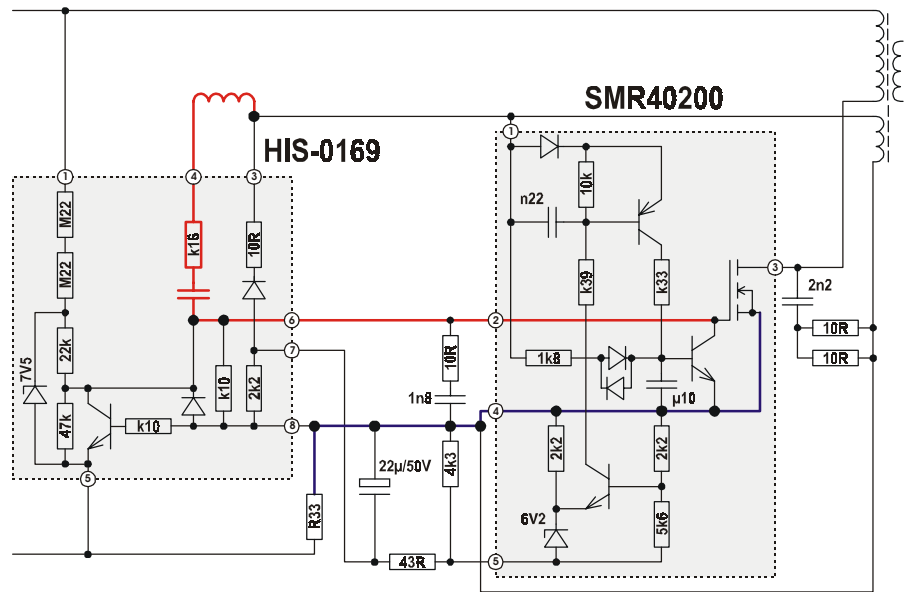 SMR40200
HIS-0169
1
4
3
1
M22
k16
10R
n22
10k
3
M22
k39
k33
2n2
6
2
10R
7V5
22k
7
10R
1k8
10R
k10
2k2
1n8
µ10
47k
k10
8
4
22µ/50V
4k3
2k2
2k2
5
R33
6V2
5k6
43R
5